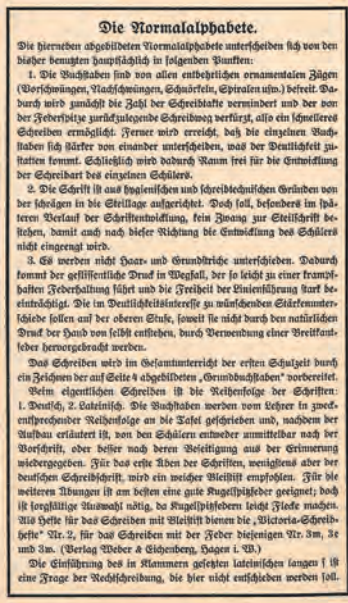 Die Normalalphabete.
Die hierneben abgebildeten Normalalphabete unterscheiden sich von den
bisher benutzten hauptsächlich in folgenden Punkten:
1. Die Buchstaben sind von allen entbehrlichen ornamentalen Zügen
(Vorschwüngen, Nachschwüngen, Schnörkeln, Spiralen usw.) befreit. Da-
durch wird zunächst die Zahl der Schreibtakte vermindert und der von
der Federspitze zurückzulegende Schreibweg verkürzt, also ein schnelleres
Schreiben ermöglicht. Ferner wird erreicht, daß die einzelnen Buch-
staben sich stärker von einander unterscheiden, was der Deutlichkeit zu-
statten kommt. Schließlich wird dadurch Raum frei für die Entwicklung
der Schreibart des einzelnen Schülers.
2. Die Schrift ist aus hygienischen und schreibtechnischen Gründen von
der schrägen in die Steillage aufgerichtet. Doch soll, besonders im spä-
teren Verlauf der Schriftentwicklung, kein Zwang zur Steilschrift be-
stehen, damit auch nach dieser Richtung die Entwicklung des Schülers
nicht eingeengt wird.
3. Es werden nicht Haar- und Grundstriche unterschieden. Dadurch
kommt der geflissentliche Druck in Wegfall, der so leicht zu einer krampf-
haften Federhaltung führt und die Freiheit der Linienführung stark be-
einträchtigt. Die im Deutlichkeitsinteresse zu wünschenden Stärkenunter-
schiede sollen auf der oberen Stufe, soweit sie nicht durch den natürlichen
Druck der Hand von selbst entstehen, durch Verwendung einer Breitkant-
feder hervorgebracht werden.
Das Schreiben wird im Gesamtunterricht der ersten Schulzeit durch
ein Zeichnen der auf Seite 4 abgebildeten „Grundbuchstaben“ vorbereitet.
Beim eigentlichen Schreiben ist die Reihenfolge der Schriften:
1. Deutsch, 2. Lateinisch. Die Buchstaben werden vom Lehrer in zweck-
entsprechender Reihenfolge an die Tafel geschrieben und, nachdem der
Aufbau erläutert ist, von den Schülern entweder unmittelbar nach der
Vorschrift, oder besser nach deren Beseitigung aus der Erinnerung
wiedergegeben. Für das erste Üben der Schriften, wenigstens aber der
deutschen Schreibschrift, wird ein weicher Bleistift empfohlen. Für die
weiteren Übungen ist am besten eine gute Kugelspitzfeder geeignet; doch
ist sorgfältige Auswahl nötig, da Kugelspitzfedern leicht Flecke machen.
Als Hefte für das Schreiben mit Bleistift dienen die „Victoria-Schreib-
hefte“ Nr. 2, für das Schreiben mit der Feder diejenigen Nr. 3m, 3e
und 3w. (Verlag Weber & Eichenberg, Hagen i. W.)
Die Einführung des in Klammern gesetzten lateinischen langen ſ ist
eine Frage der Rechtschreibung, die hier nicht entschieden werden soll.